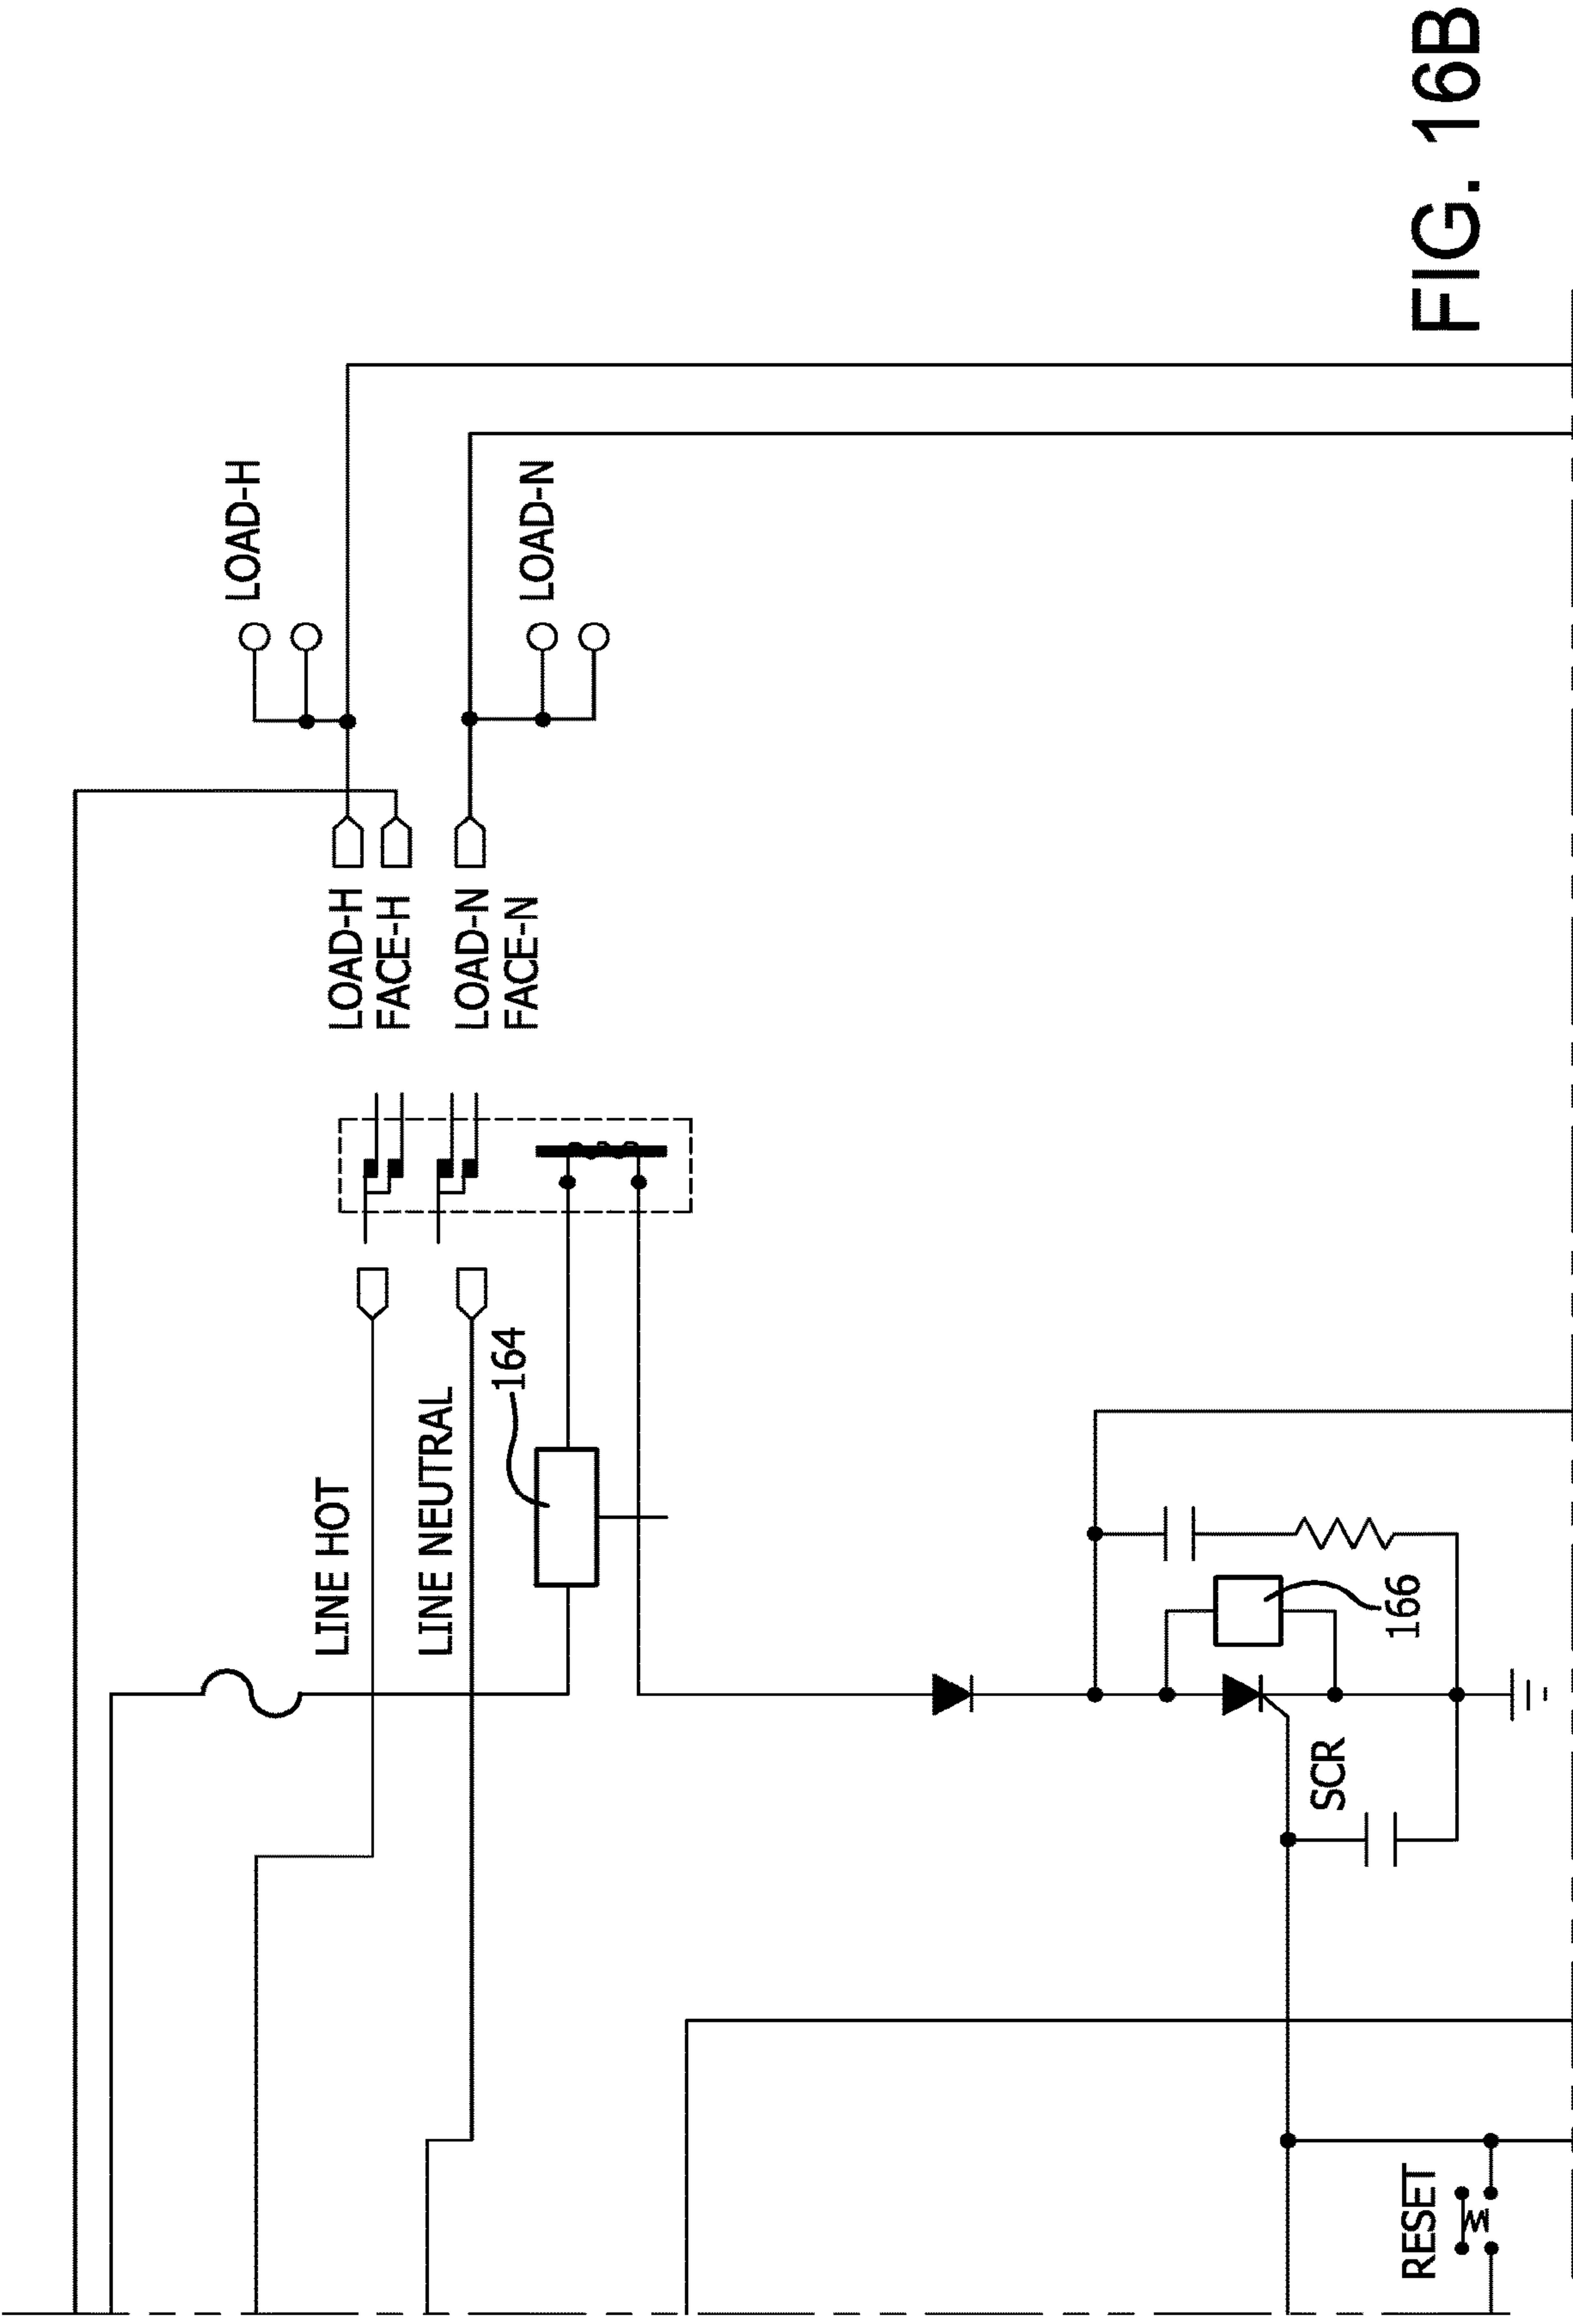 LOAD-H
LOAD-N
LOAD-H
FACE-H
LOAD-N
FACE-N
LINE HOT
LINE NEUTRAL
164
166
SCR
RESET
FIG. 16B